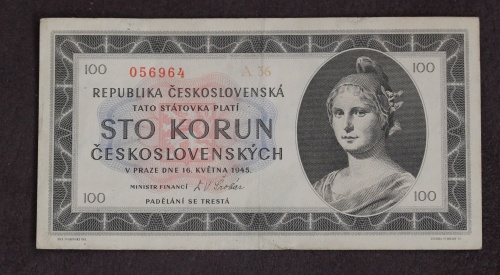 100 056964 A 36
REPUBLIKA ČESKOSLOVENSKÁ
TATO STÁTOVKA PLATÍ
STO KORUN
ČESKOSLOVENSKÝCH
V PRAZE DNE 16. KVĚTNA 1945.
MINISTR FINANCÍ
100 100
PADĚLÁNÍ SE TRESTÁ
100